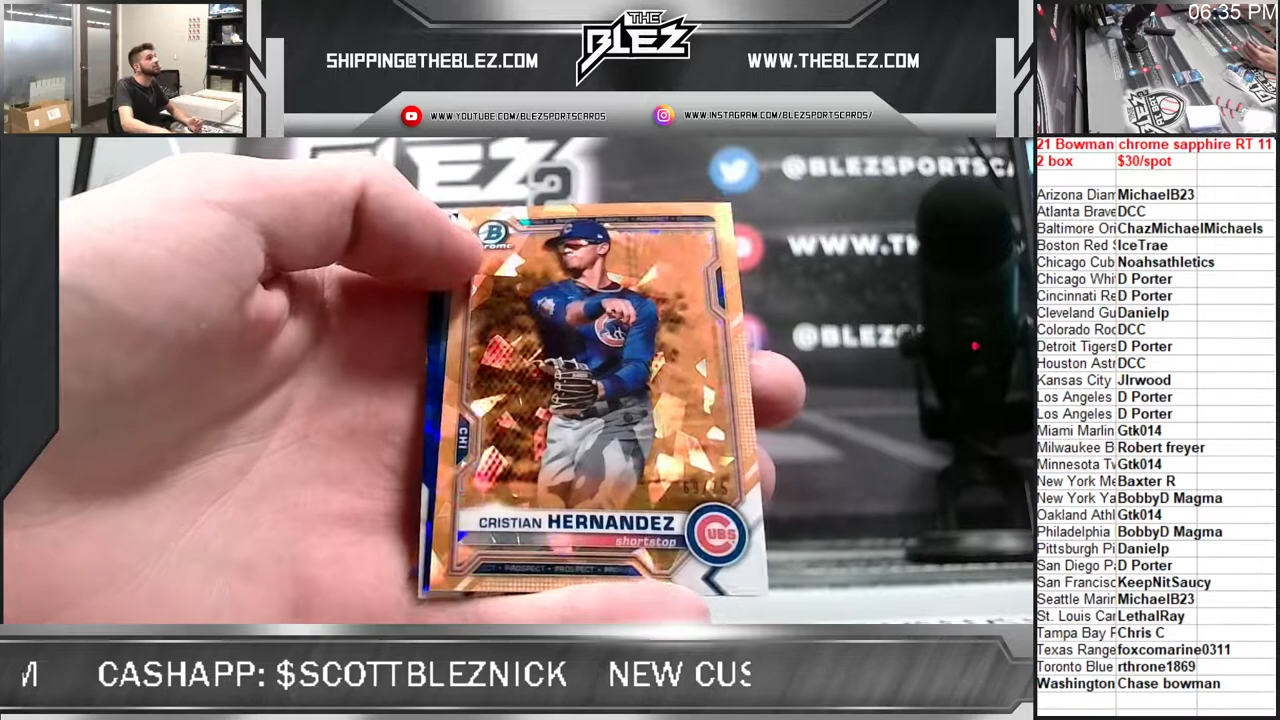 06:35 PM
THE
BLEZ
SHIPPING@THEBLEZ.COM
WWW.THEBLEZ.COM
WWW.YOUTUBE.COM/BLEZSPORTSCARDS
WWW.INSTAGRAM.COM/BLEZSPORTSCARDS/
@BLEZSPORTSCA
WWW.TH
@BLEZ
B
CHI
CRISTIAN HERNANDEZ
shortstop
CUBS
PROSPECT
21 Bowman chrome sapphire RT 11
2 box $30/spot
Arizona Diam MichaelB23
Atlanta Brave DCC
Baltimore Ori ChazMichaelMichaels
Boston Red S IceTrae
Chicago Cub Noahsathletics
Chicago Whi D Porter
Cincinnati Re D Porter
Cleveland Gu Danielp
Colorado Roc DCC
Detroit Tigers D Porter
Houston Astr DCC
Kansas City Jlrwood
Los Angeles D Porter
Los Angeles D Porter
Miami Marlin Gtk014
Milwaukee B Robert freyer
Minnesota Tw Gtk014
New York Me Baxter R
New York Ya BobbyD Magma
Oakland Athl Gtk014
Philadelphia BobbyD Magma
Pittsburgh Pi Danielp
San Diego P D Porter
San Francisc KeepNitSaucy
Seattle Marin MichaelB23
St. Louis Car LethalRay
Tampa Bay R Chris C
Texas Range foxcomarine0311
Toronto Blue rthrone1869
Washington Chase bowman
CASHAPP: $SCOTTBLEZNICK NEW CUS